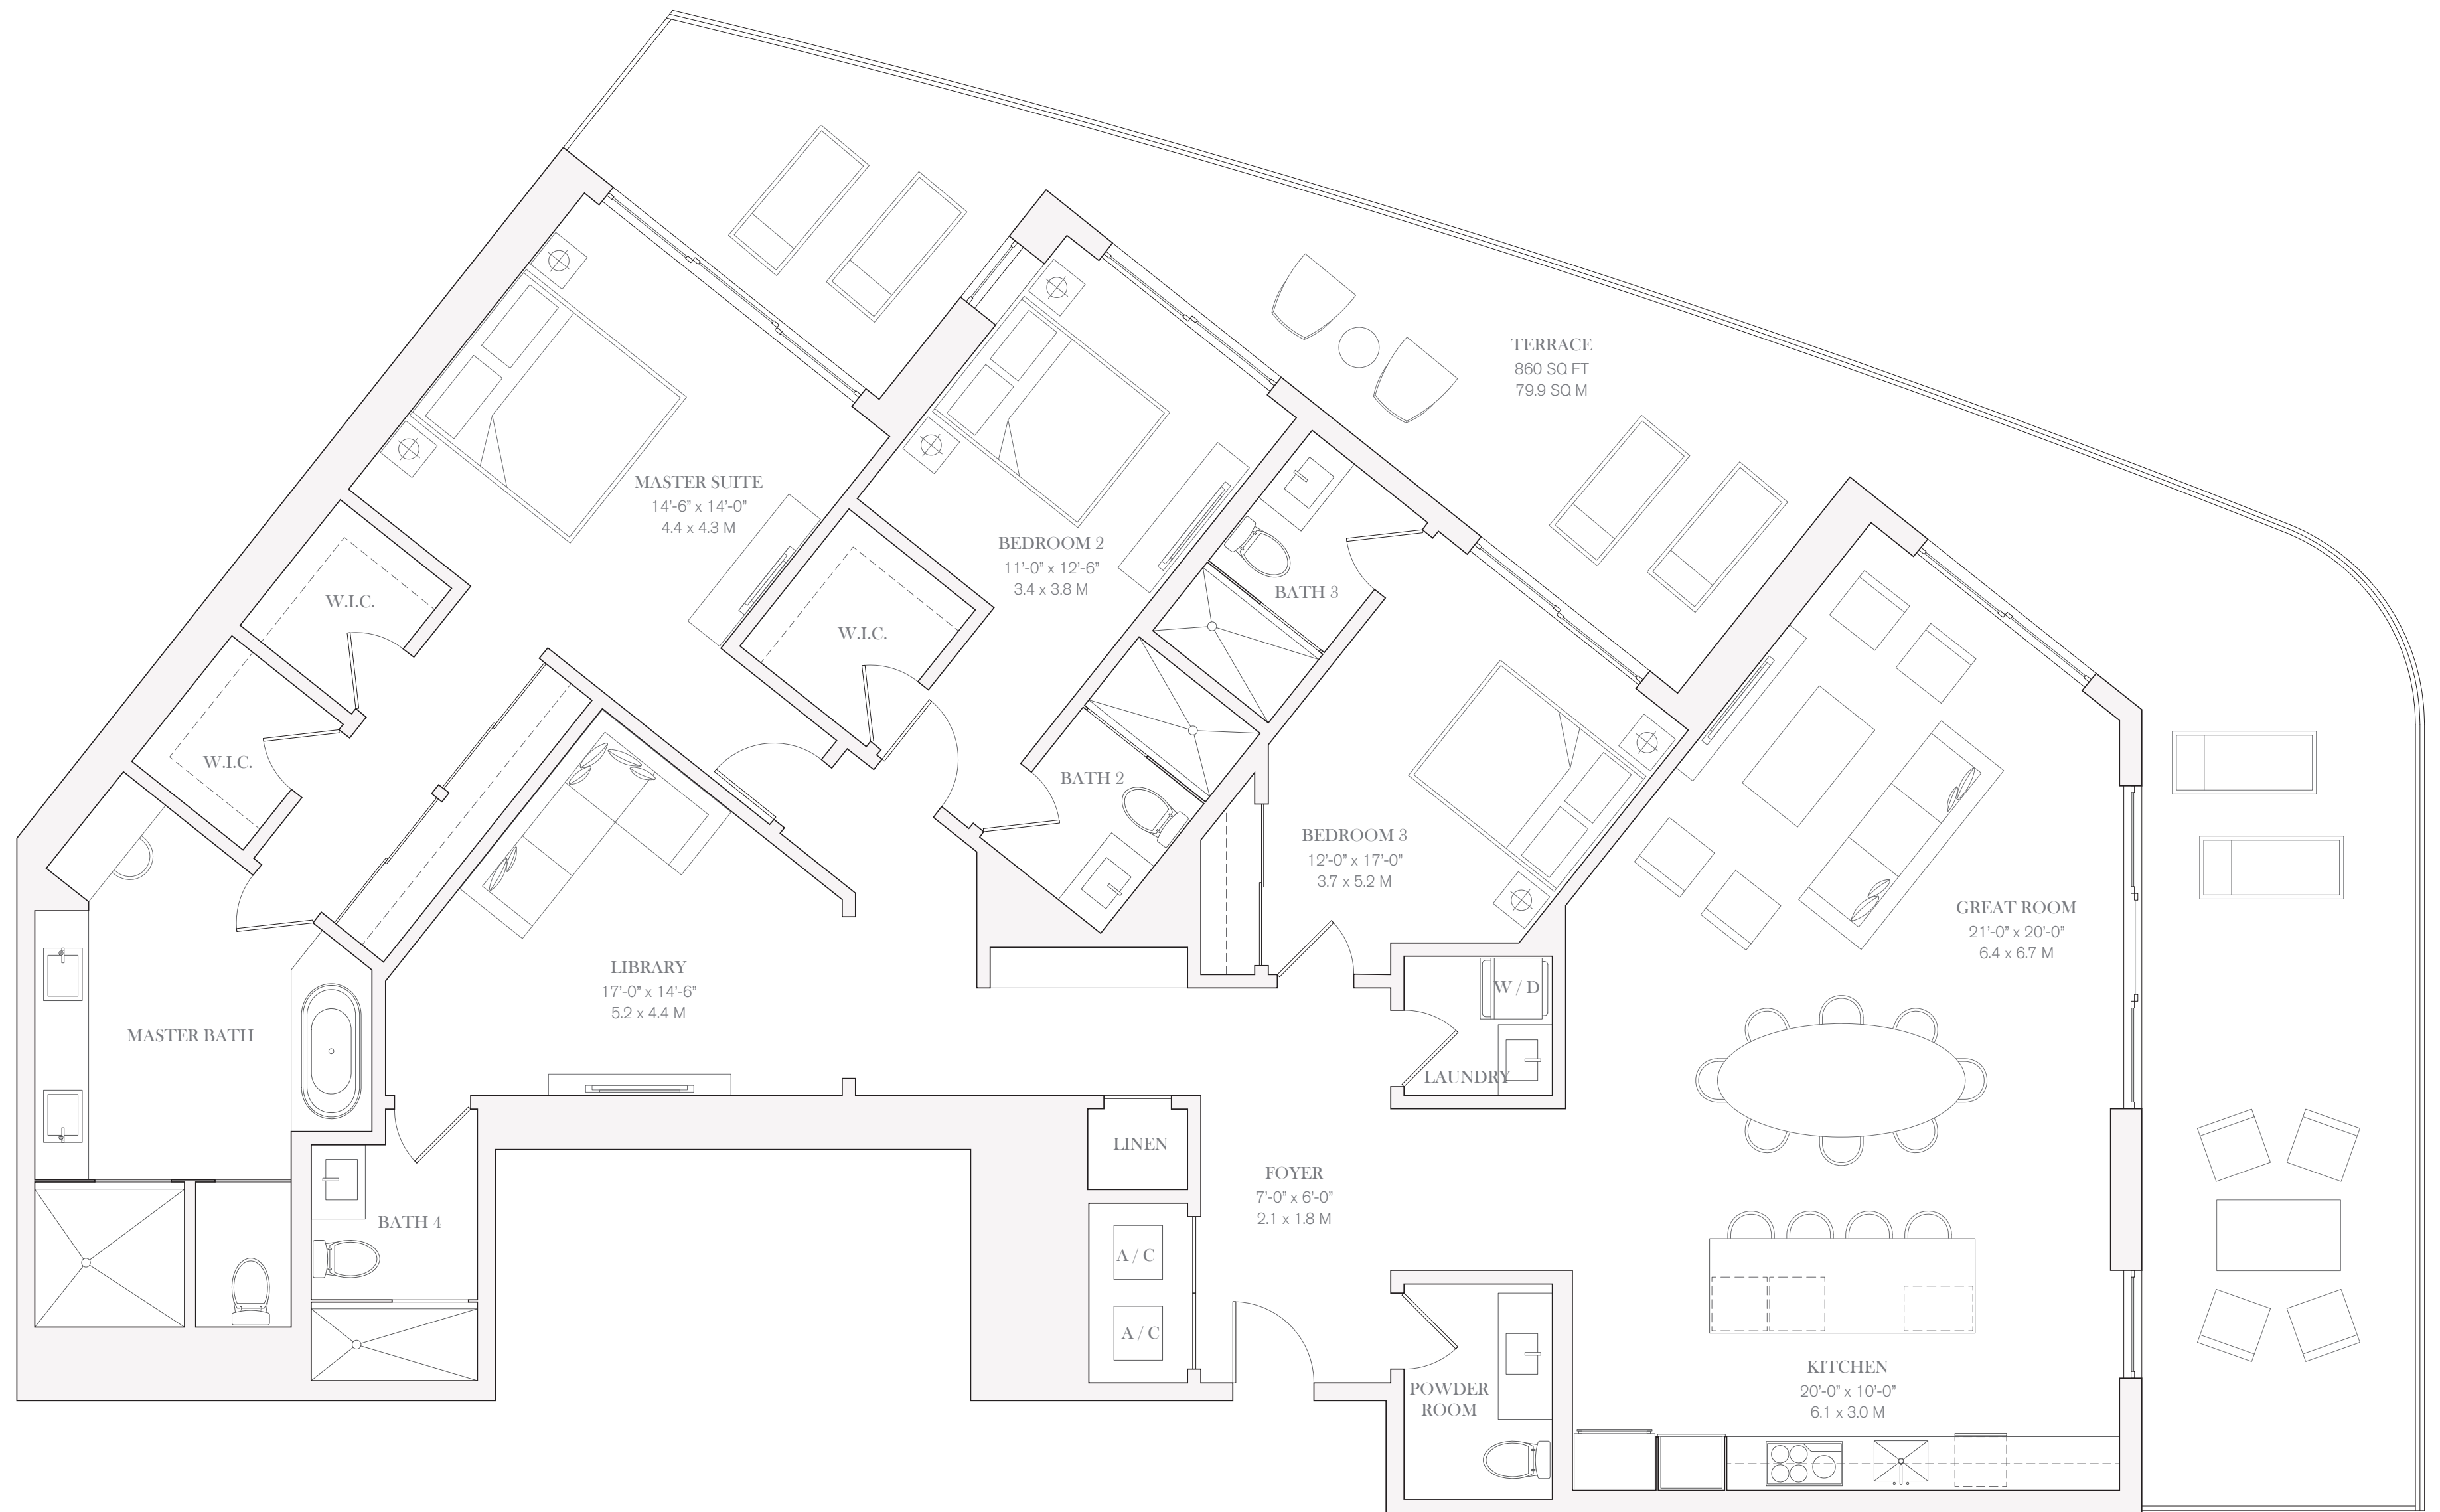 TERRACE
860 SQ FT
79.9 SQ M
MASTER SUITE
14'-6" x 14'-0"
4.4 x 4.3 M
BEDROOM 2
11'-0" x 12'-6"
3.4 x 3.8 M
BATH 3
W.I.C.
W.I.C.
W.I.C.
BATH 2
BEDROOM 3
12'-0" x 17'-0"
3.7 x 5.2 M
GREAT ROOM
21'-0" x 20'-0"
6.4 x 6.7 M
LIBRARY
17'-0" x 14'-6"
5.2 x 4.4 M
W / D
MASTER BATH
LAUNDRY
LINEN
FOYER
7'-0" x 6'-0"
2.1 x 1.8 M
BATH 4
A / C
A / C
KITCHEN
20'-0" x 10'-0"
6.1 x 3.0 M
POWDER
ROOM